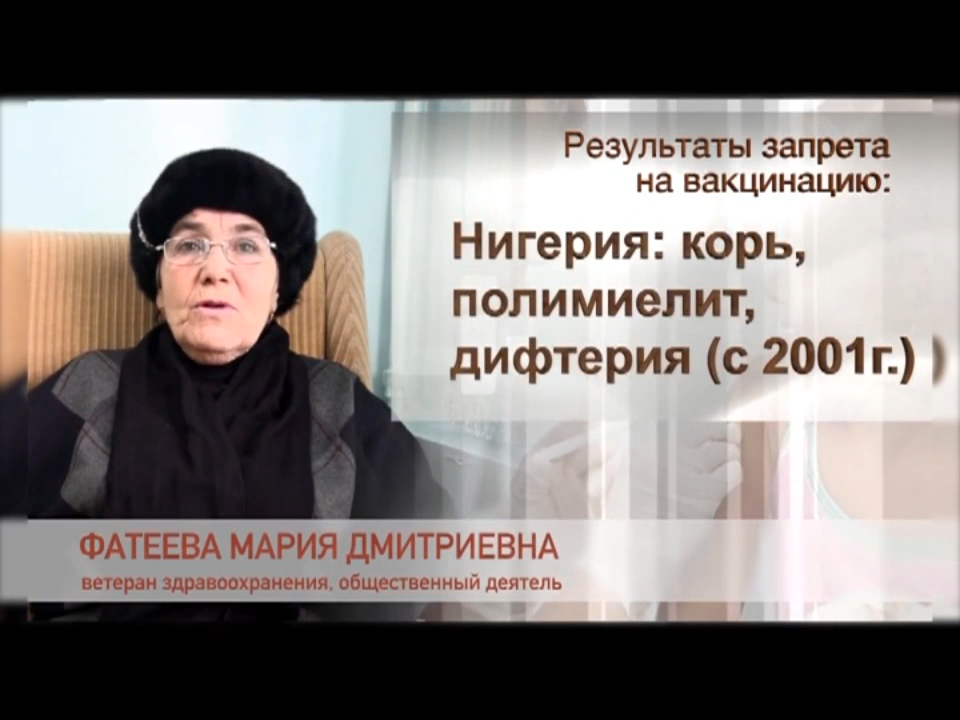 Результаты запрета
на вакцинацию:
Нигерия: корь,
полимиелит,
дифтерия (с 2001г.) )
ФАТЕЕВА МАРИЯ ДМИТРИЕВНА
ветеран здравоохранения, общественный деятель